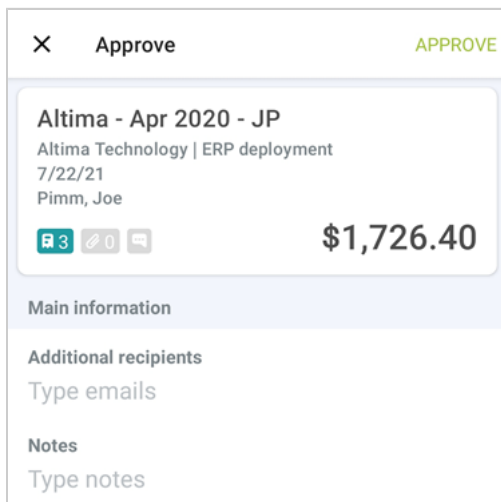 Approve
APPROVE
Altima - Apr 2020 - JP
Altima Technology | ERP deployment
7/22/21
Pimm, Joe
3
0
$1,726.40
Main information
Additional recipients
Type emails
Notes
Type notes